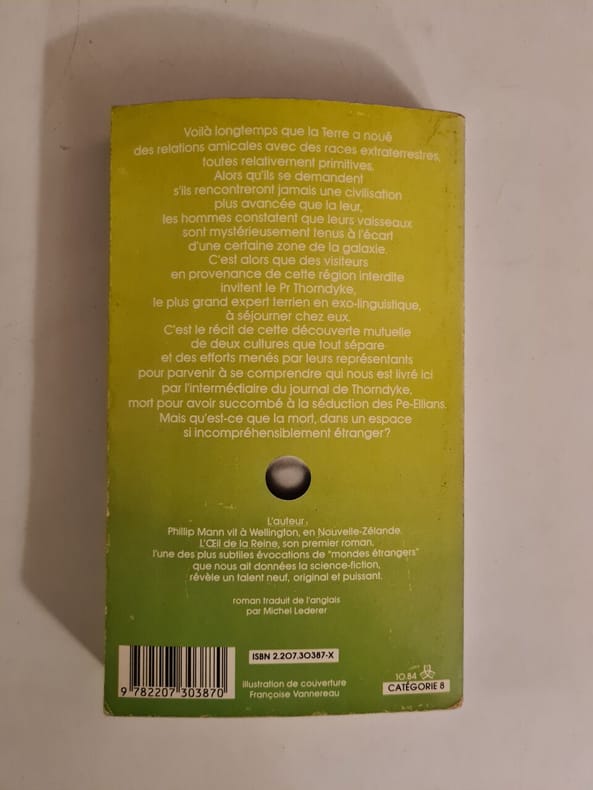 Voilà longtemps que la Terre a noué
des relations amicales avec des races extraterrestres,
toutes relativement primitives.
Alors qu'ils se demandent
s'ils rencontreront jamais une civilisation
plus avancée que la leur,
les hommes constatent que leurs vaisseaux
sont mystérieusement tenus à l'écart
d'une certaine zone de la galaxie.
C'est alors que des visiteurs
en provenance de cette région interdite
invitent le Pr Thorndyke,
le plus grand expert terrien en exo-linguistique,
à séjourner chez eux.
C'est le récit de cette découverte mutuelle
de deux cultures que tout sépare
et des efforts menés par leurs représentants
pour parvenir à se comprendre qui nous est livré ici
par l'intermédiaire du journal de Thorndyke,
mort pour avoir succombé à la séduction des Pe-Ellians.
Mais qu'est-ce que la mort, dans un espace
si incompréhensiblement étranger?
L'auteur:
Phillip Mann vit à Wellington, en Nouvelle-Zélande.
L'Œil de la Reine, son premier roman,
l'une des plus subtiles évocations de "mondes étrangers"
que nous ait données la science-fiction,
révèle un talent neuf, original et puissant.
roman traduit de l'anglais
par Michel Lederer
ISBN 2.207.30387-X
9 782207 303870
illustration de couverture
Françoise Vannereau
10.84
CATÉGORIE 8